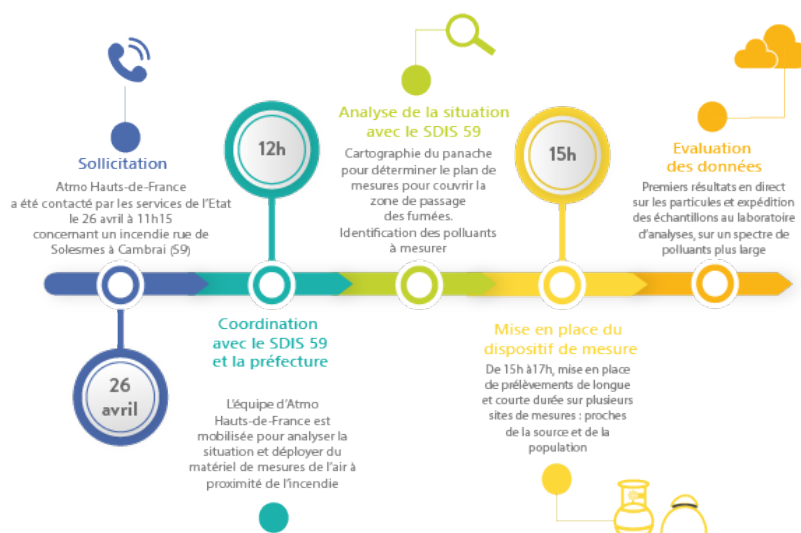 Sollicitation
Atmo Hauts-de-France
a été contacté par les services de l'Etat
le 26 avril à 11h15
concernant un incendie rue de
Solesmes à Cambrai (59)
26
avril
12h
Coordination
avec le SDIS 59
et la préfecture
L'équipe d'Atmo
Hauts-de-France est
mobilisée pour analyser la
situation et déployer du
matériel de mesures de l'air à
proximité de l'incendie
Analyse de la situation
avec le SDIS 59
Cartographie du panache
pour déterminer le plan de
mesures pour couvrir la
zone de passage
des fumées.
Identification des polluants
à mesurer
15h
Mise en place du
dispositif de mesure
De 15h à17h, mise en place
de prélèvements de longue
et courte durée sur plusieurs
sites de mesures : proches
de la source et de la
population
Evaluation
des données
Premiers résultats en direct
sur les particules et expédition
des échantillons au laboratoire
d'analyses, sur un spectre de
polluants plus large